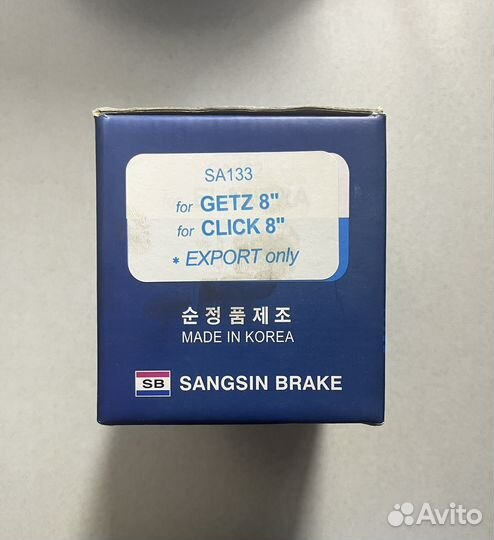 SA133
for GETZ 8"
for CLICK 8"
* EXPORT only
순정품제조
MADE IN KOREA
SB SANGSIN BRAKE
Avito